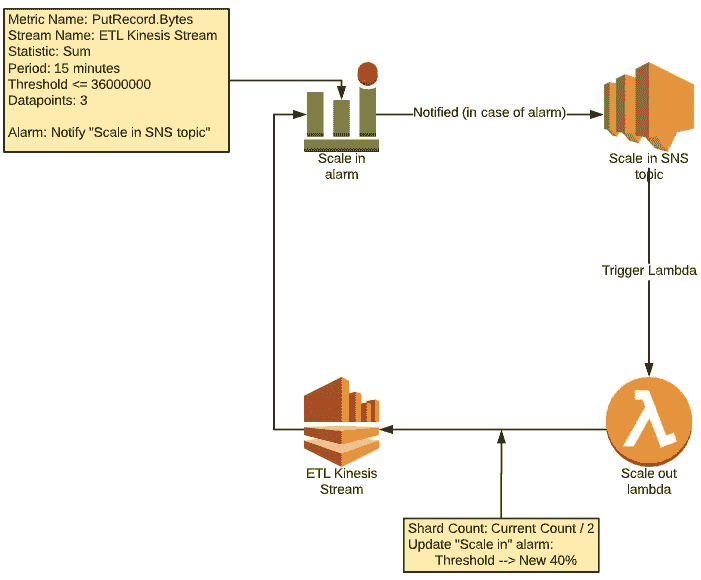 Metric Name: PutRecord.Bytes
Stream Name: ETL Kinesis Stream
Statistic: Sum
Period: 15 minutes
Threshold <= 36000000
Datapoints: 3
Alarm: Notify "Scale in SNS topic"
Notified (in case of alarm)
Scale in
alarm
Scale in SNS
topic
Trigger Lambda
ETL Kinesis
Stream
Scale out
lambda
Shard Count: Current Count / 2
Update "Scale in" alarm:
Threshold --> New 40%